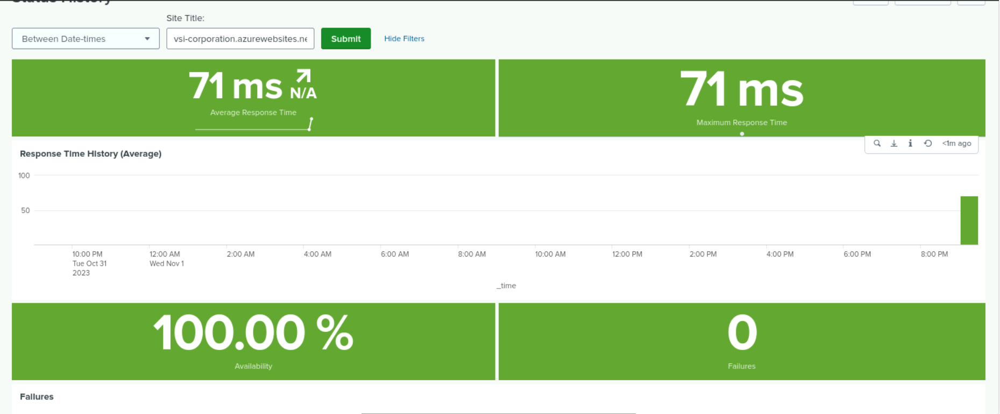 Status History
Site Title:
Between Date-times
vsi-corporation.azurewebsites.ne
Submit
Hide Filters
71 ms
N/A
Average Response Time
71 ms
Maximum Response Time
<1m ago
Response Time History (Average)
100
50
10:00 PM
Tue Oct 31
2023
12:00 AM
Wed Nov 1
2:00 AM
4:00 AM
6:00 AM
8:00 AM
10:00 AM
12:00 PM
2:00 PM
4:00 PM
6:00 PM
8:00 PM
_time
100.00 %
Availability
0
Failures
Failures